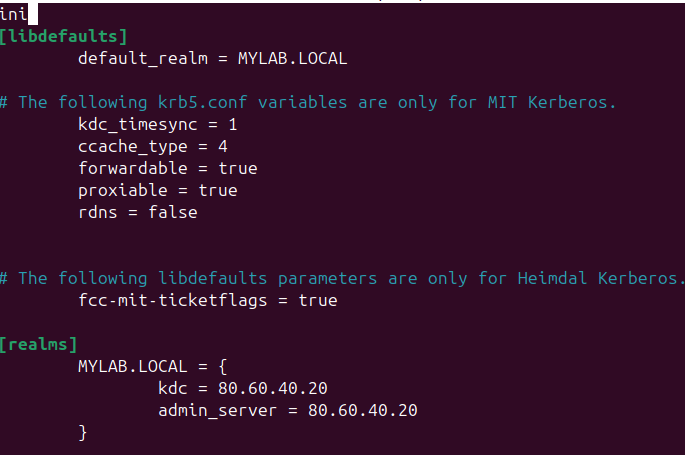 ini
[libdefaults]
default_realm = MYLAB.LOCAL
# The following krb5.conf variables are only for MIT Kerberos.
kdc_timesync = 1
ccache_type = 4
forwardable = true
proxiable = true
rdns = false
# The following libdefaults parameters are only for Heimdal Kerberos.
fcc-mit-ticketflags = true
[realms]
MYLAB.LOCAL = {
kdc = 80.60.40.20
admin_server = 80.60.40.20
}